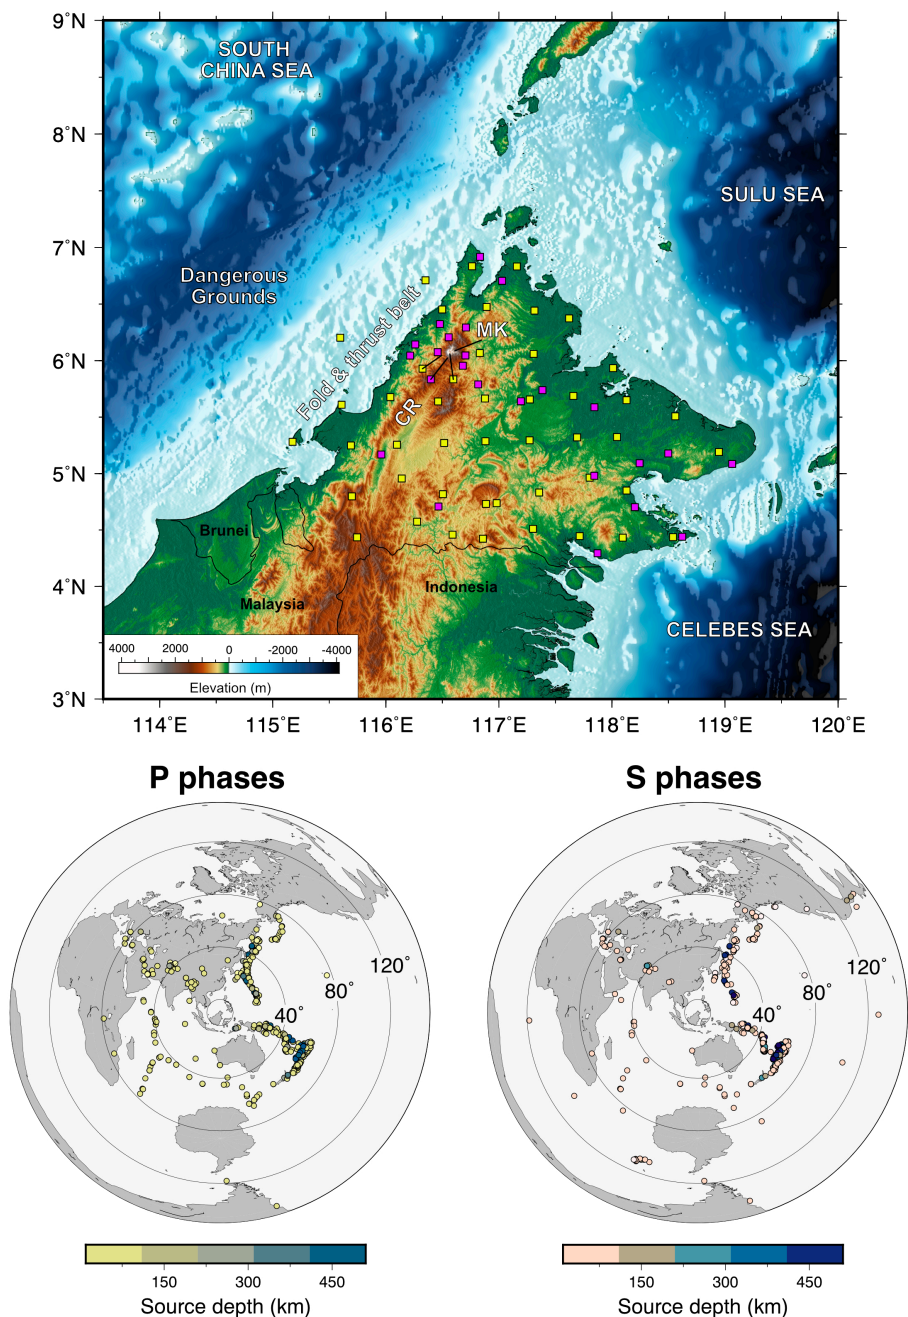 9˚N
SOUTH
CHINA SEA
8˚N
SULU SEA
7˚N
Dangerous
Grounds
Fold & thrust belt
MK
6˚N
CR
5˚N
Brunei
4˚N
Malaysia
Indonesia
CELEBES SEA
4000 2000 0 -2000 -4000
Elevation (m)
3˚N
114˚E 115˚E 116˚E 117˚E 118˚E 119˚E 120˚E
P phases
S phases
40˚ 80˚ 120˚
40˚ 80˚ 120˚
150 300 450
Source depth (km)
150 300 450
Source depth (km)